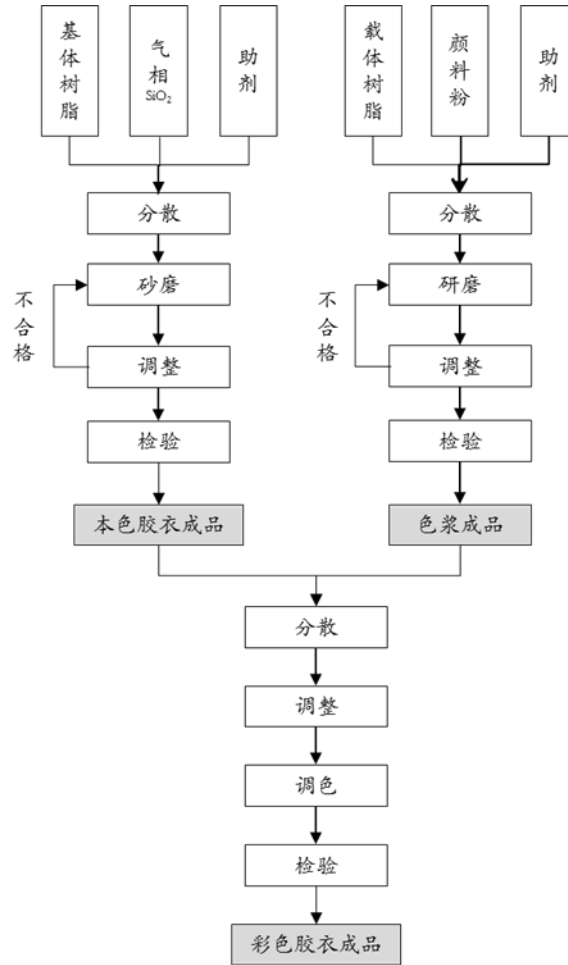 基体树脂
气相SiO₂
助剂
载体树脂
颜料粉
助剂
分散
分散
砂磨
研磨
不合格
不合格
调整
调整
检验
检验
本色胶衣成品
色浆成品
分散
调整
调色
检验
彩色胶衣成品